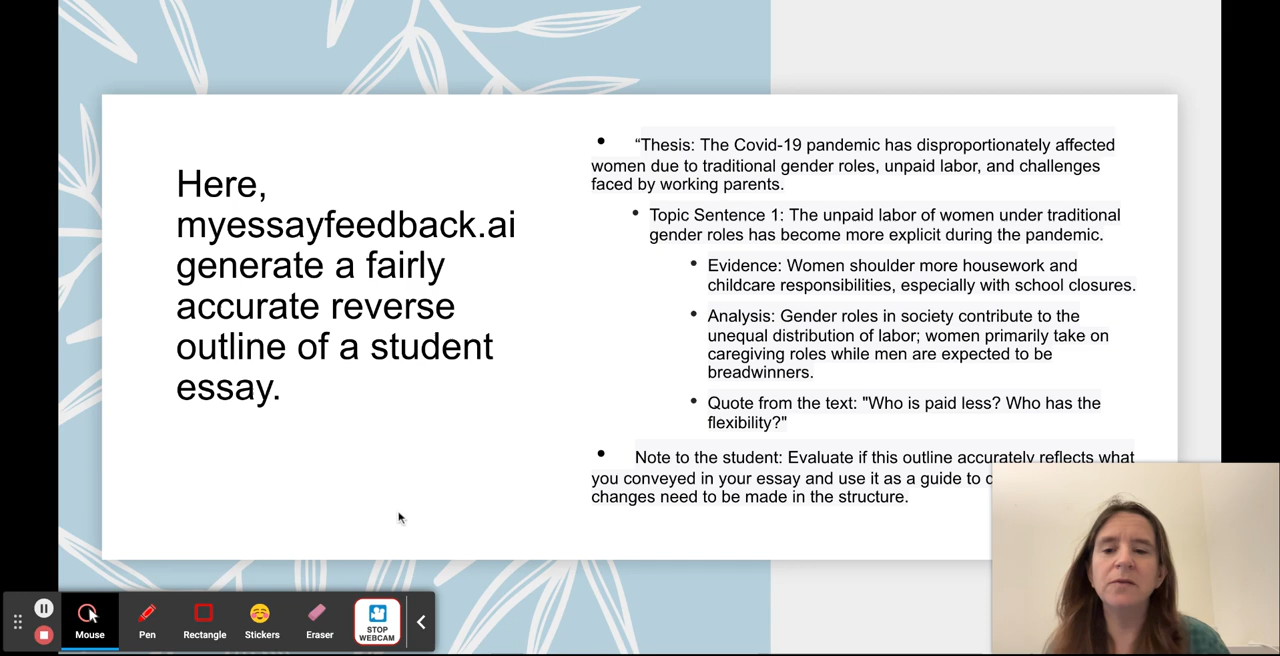 Here,
myessayfeedback.ai
generate a fairly
accurate reverse
outline of a student
essay.
“Thesis: The Covid-19 pandemic has disproportionately affected
women due to traditional gender roles, unpaid labor, and challenges
faced by working parents.
Topic Sentence 1: The unpaid labor of women under traditional
gender roles has become more explicit during the pandemic.
Evidence: Women shoulder more housework and
childcare responsibilities, especially with school closures.
Analysis: Gender roles in society contribute to the
unequal distribution of labor; women primarily take on
caregiving roles while men are expected to be
breadwinners.
Quote from the text: "Who is paid less? Who has the
flexibility?"
Note to the student: Evaluate if this outline accurately reflects what
you conveyed in your essay and use it as a guide to
changes need to be made in the structure.
Mouse
Pen
Rectangle
Stickers
Eraser
STOP
WEBCAM